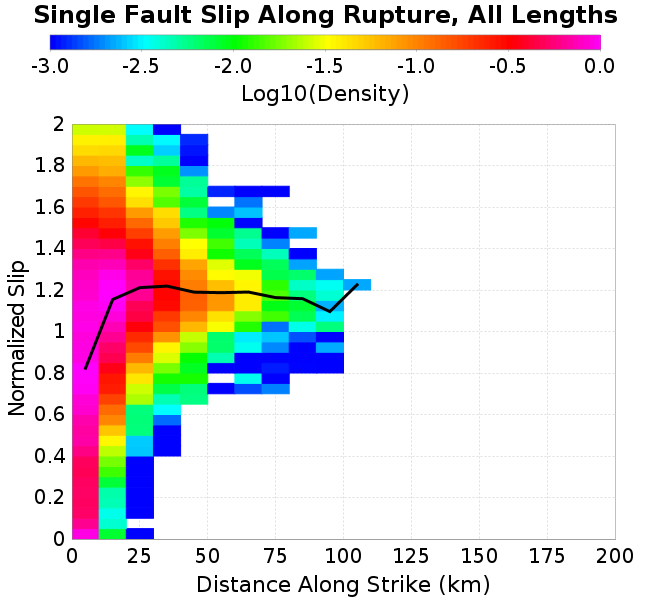 Single Fault Slip Along Rupture, All Lengths
-3.0 -2.5 -2.0 -1.5 -1.0 -0.5 0.0
Log10(Density)
2
1.8
1.6
1.4
1.2
1
0.8
0.6
0.4
0.2
0
Normalized Slip
0 25 50 75 100 125 150 175 200
Distance Along Strike (km)